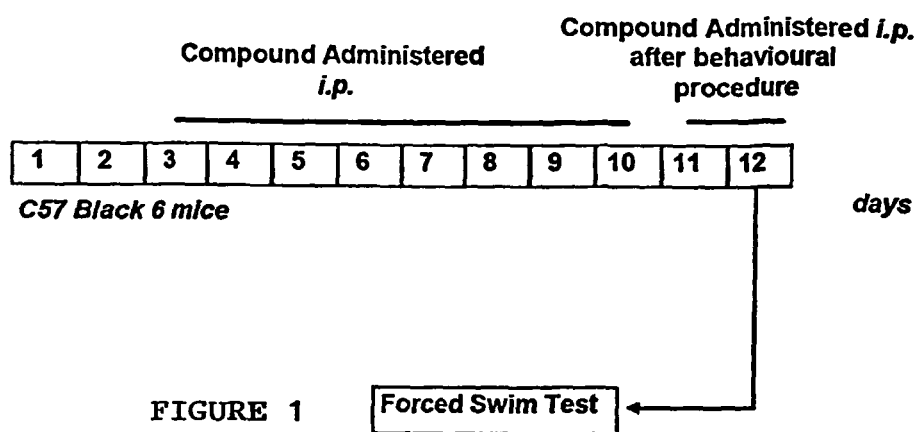 Compound Administered
i.p.
Compound Administered i.p.
after behavioural
procedure
1 2 3 4 5 6 7 8 9 10 11 12
C57 Black 6 mice
days
FIGURE 1
Forced Swim Test